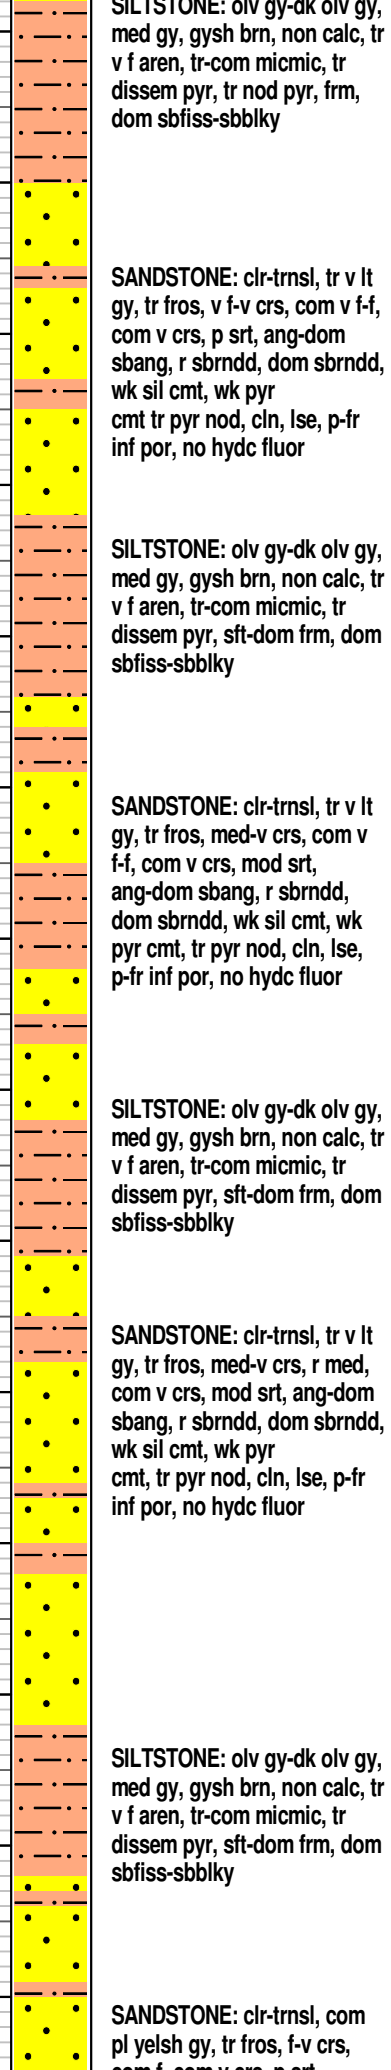 SILTSTONE: olv gy-dk olv gy,
med gy, gysh brn, non calc, tr
v f aren, tr-com micmic, tr
dissem pyr, tr nod pyr, frm,
dom sbfiss-sbblky
SANDSTONE: clr-trnsl, tr v lt
gy, tr fros, v f-v crs, com v f-f,
com v crs, p srt, ang-dom
sbang, r sbrndd, dom sbrndd,
wk sil cmt, wk pyr
cmt tr pyr nod, cln, lse, p-fr
inf por, no hydc fluor
SILTSTONE: olv gy-dk olv gy,
med gy, gysh brn, non calc, tr
v f aren, tr-com micmic, tr
dissem pyr, sft-dom frm, dom
sbfiss-sbblky
SANDSTONE: clr-trnsl, tr v lt
gy, tr fros, med-v crs, com v
f-f, com v crs, mod srt,
ang-dom sbang, r sbrndd,
dom sbrndd, wk sil cmt, wk
pyr cmt, tr pyr nod, cln, lse,
p-fr inf por, no hydc fluor
SILTSTONE: olv gy-dk olv gy,
med gy, gysh brn, non calc, tr
v f aren, tr-com micmic, tr
dissem pyr, sft-dom frm, dom
sbfiss-sbblky
SANDSTONE: clr-trnsl, tr v lt
gy, tr fros, med-v crs, r med,
com v crs, mod srt, ang-dom
sbang, r sbrndd, dom sbrndd,
wk sil cmt, wk pyr
cmt, tr pyr nod, cln, lse, p-fr
inf por, no hydc fluor
SILTSTONE: olv gy-dk olv gy,
med gy, gysh brn, non calc, tr
v f aren, tr-com micmic, tr
dissem pyr, sft-dom frm, dom
sbfiss-sbblky
SANDSTONE: clr-trnsl, com
pl yelsh gy, tr fros, f-v crs,
com f, com v crs, p srt